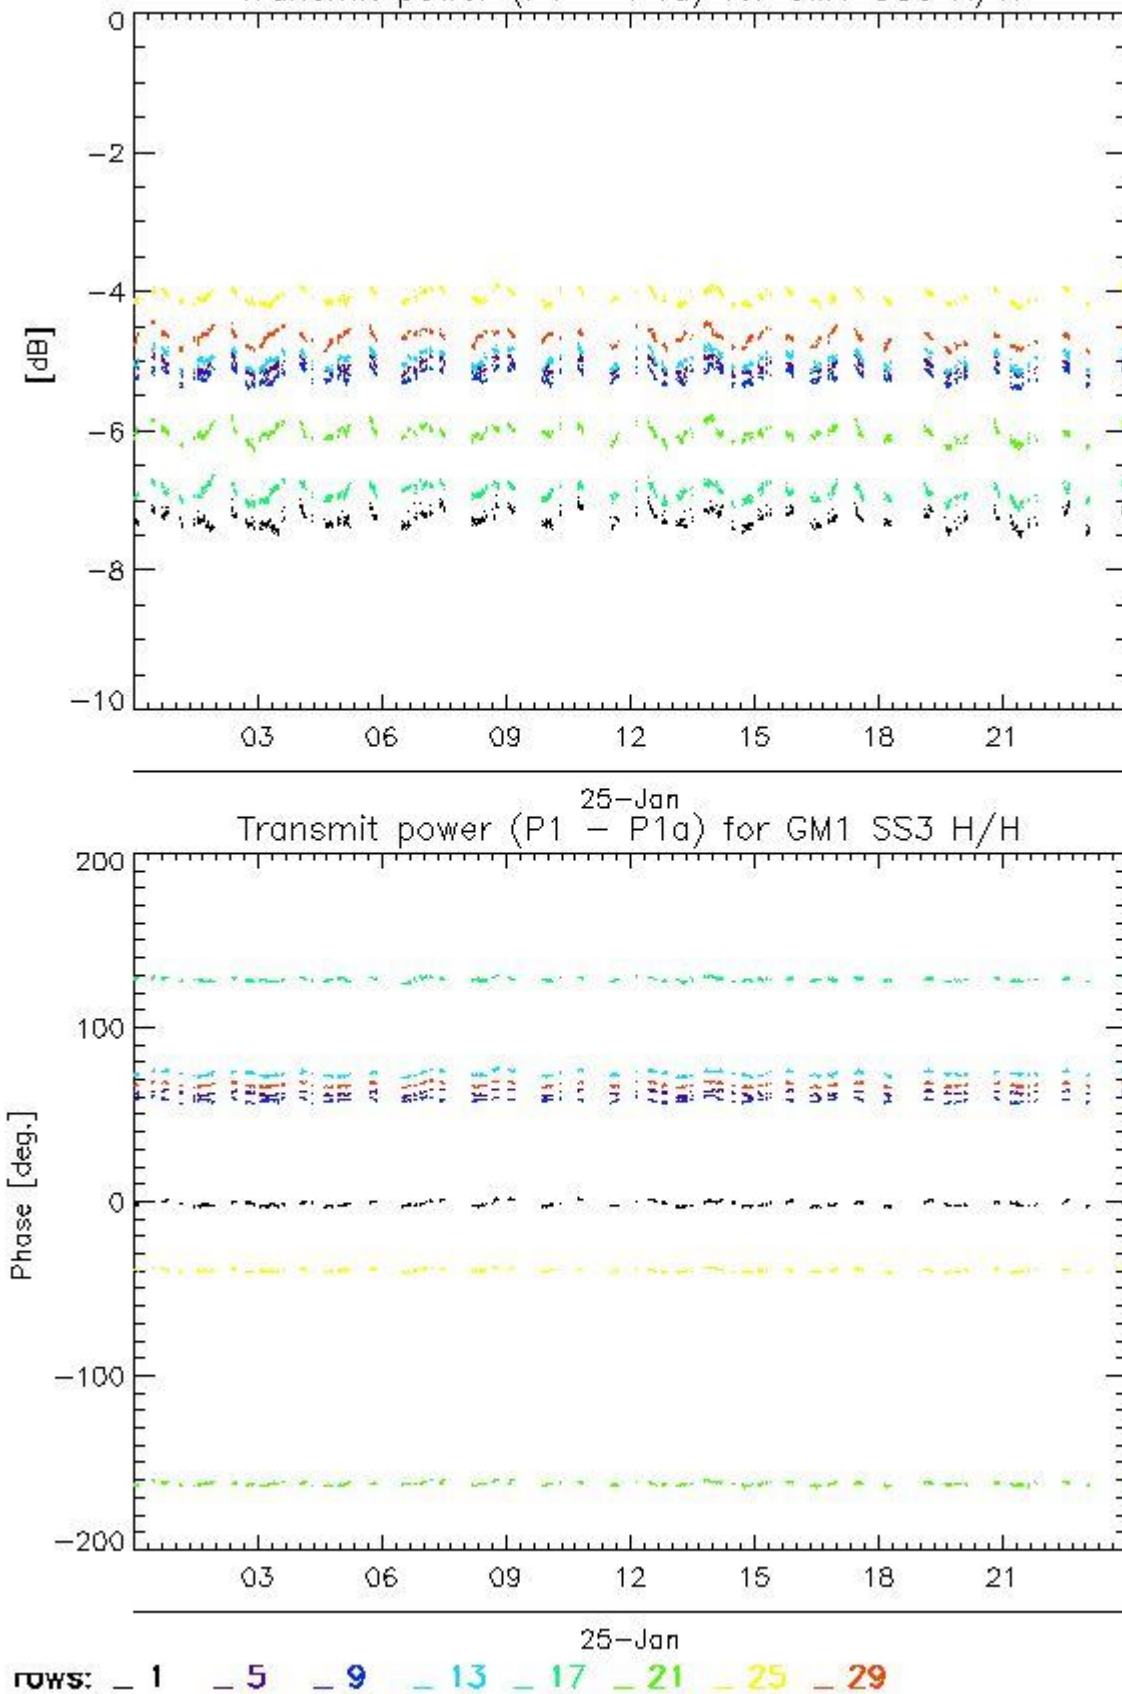 0
−2
−4
[dB]
−6
−8
−10
03 06 09 12 15 18 21
25-Jan
Transmit power (P1 − P1a) for GM1 SS3 H/H
200
100
Phase [deg.]
0
−100
−200
03 06 09 12 15 18 21
25-Jan
rows: _ 1 _ 5 _ 9 _ 13 _ 17 _ 21 _ 25 _ 29